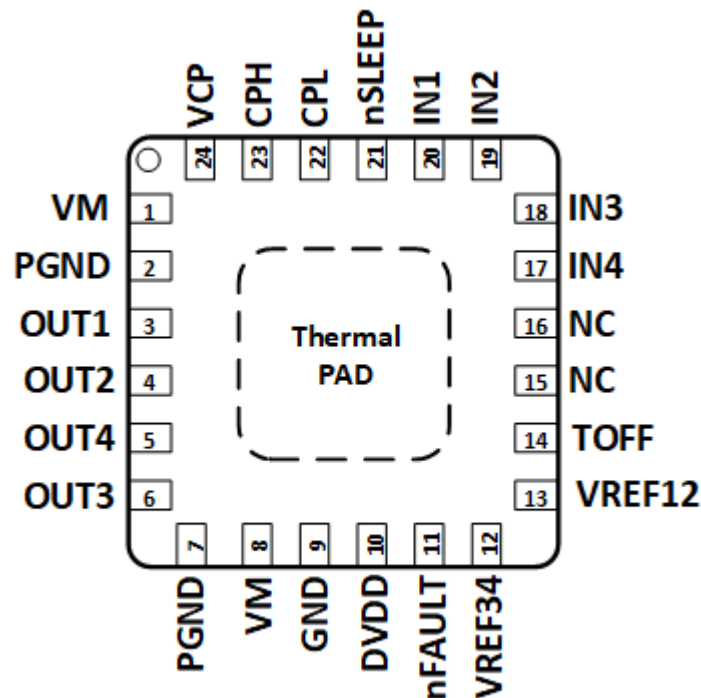 VCP
CPH
CPL
nSLEEP
IN1
IN2
24
23
22
21
20
19
VM 1
18 IN3
PGND 2
17 IN4
OUT1 3
16 NC
OUT2 4
15 NC
OUT4 5
14 TOFF
OUT3 6
13 VREF12
Thermal
PAD
7
8
9
10
11
12
PGND
VM
GND
DVDD
nFAULT
VREF34